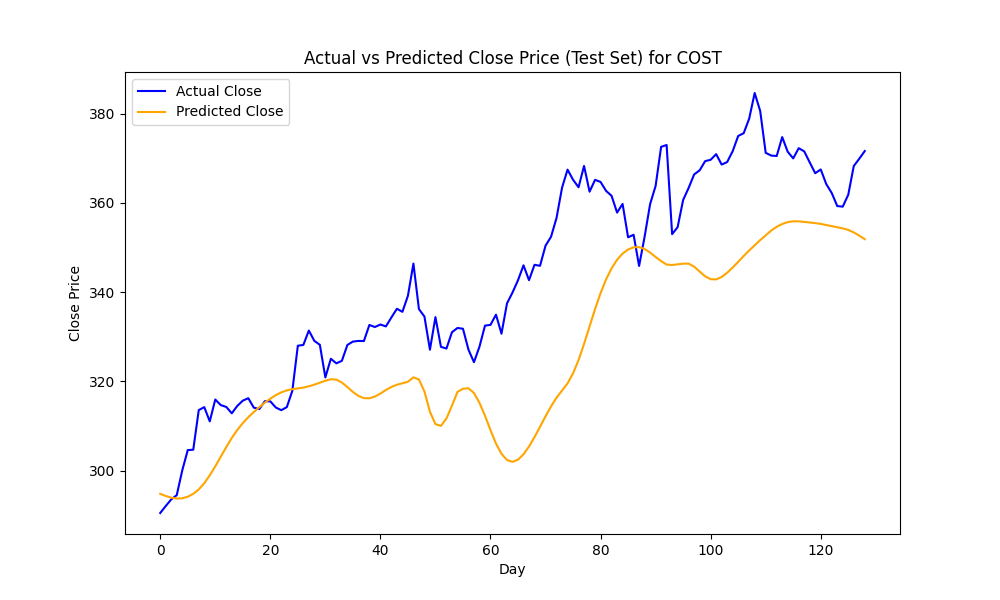 Actual vs Predicted Close Price (Test Set) for COST
Actual Close
Predicted Close
380
360
340
320
300
Close Price
0 20 40 60 80 100 120
Day